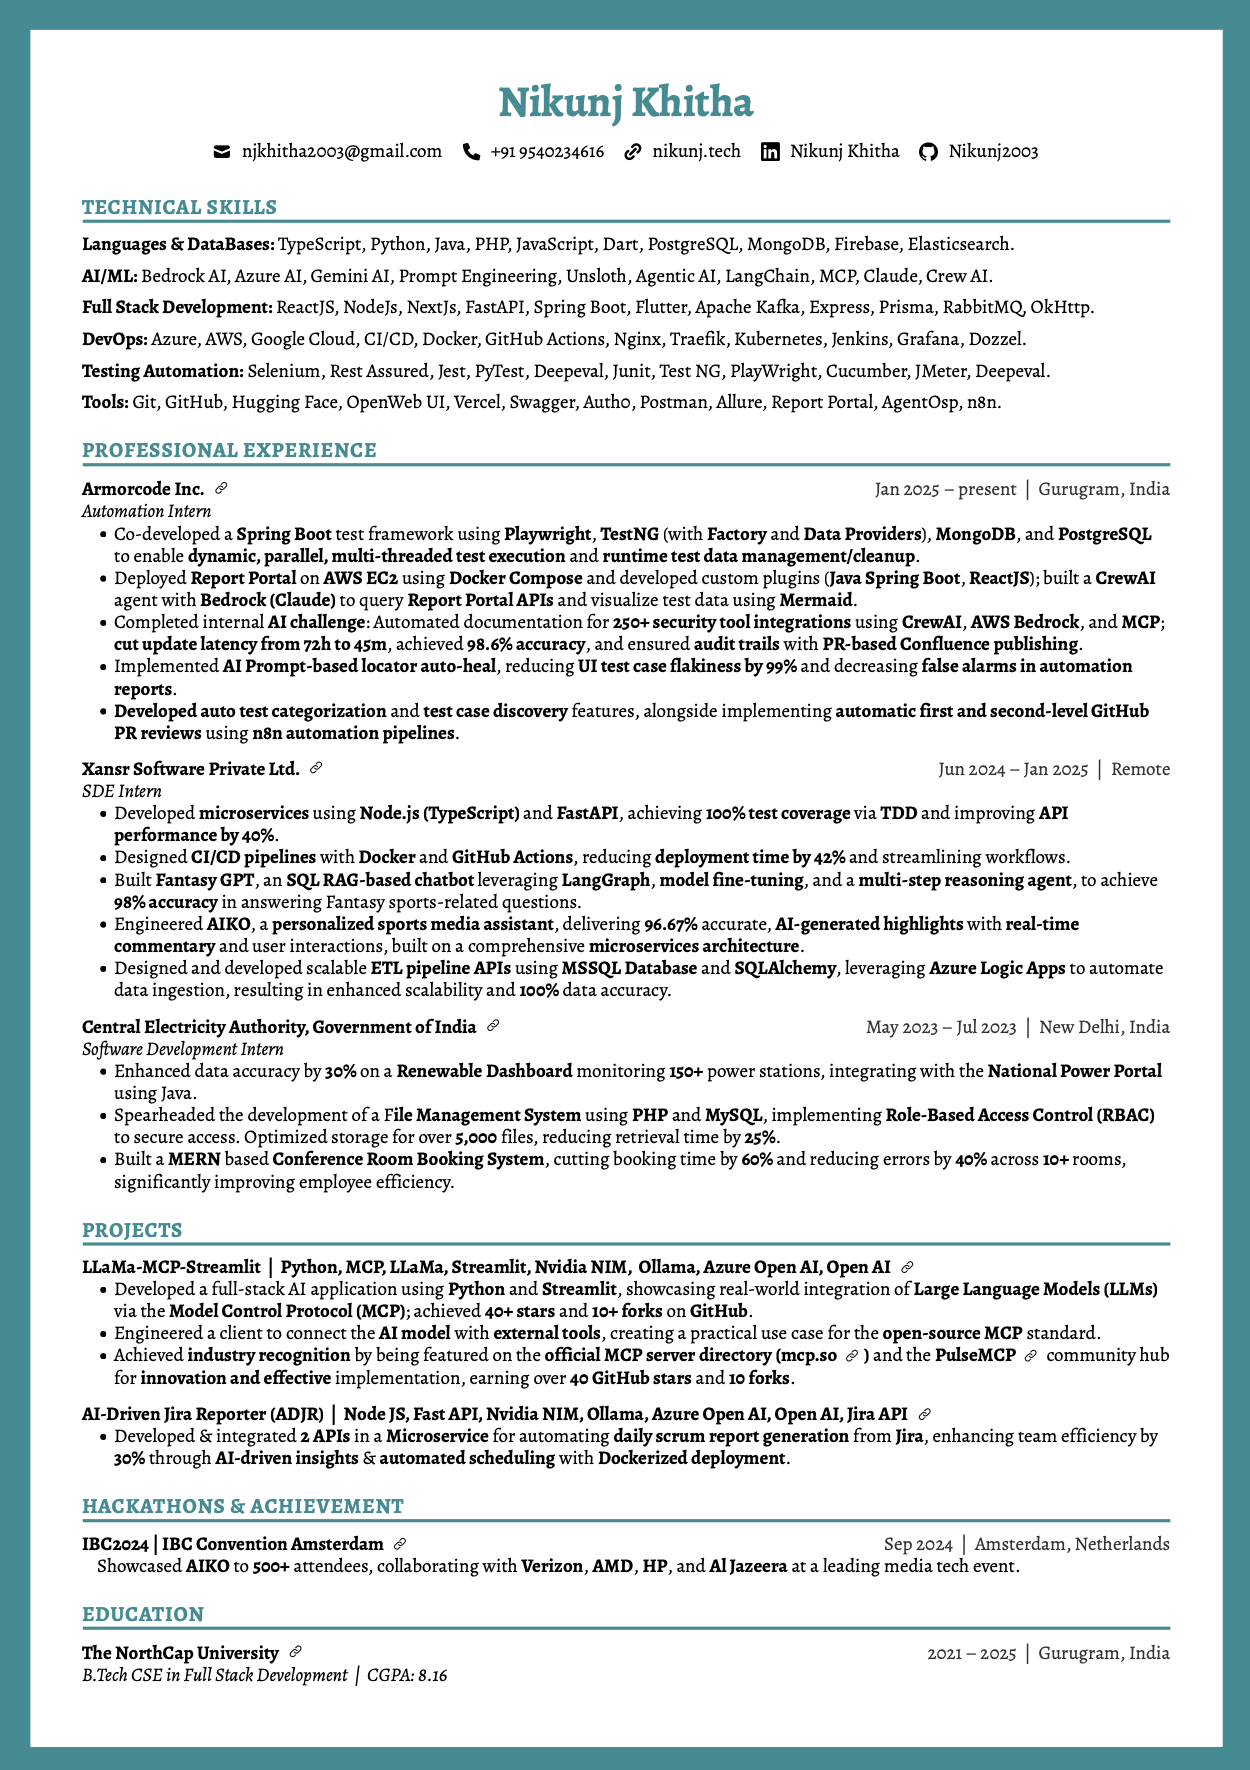 Nikunj Khitha
njkhitha2003@gmail.com +91 9540234616 nikunj.tech Nikunj Khitha Nikunj2003
TECHNICAL SKILLS
Languages & DataBases: TypeScript, Python, Java, PHP, JavaScript, Dart, PostgreSQL, MongoDB, Firebase, Elasticsearch.
AI/ML: Bedrock AI, Azure AI, Gemini AI, Prompt Engineering, Unsloth, Agentic AI, LangChain, MCP, Claude, Crew AI.
Full Stack Development: ReactJS, NodeJs, NextJs, FastAPI, Spring Boot, Flutter, Apache Kafka, Express, Prisma, RabbitMQ, OkHttp.
DevOps: Azure, AWS, Google Cloud, CI/CD, Docker, GitHub Actions, Nginx, Traefik, Kubernetes, Jenkins, Grafana, Dozzel.
Testing Automation: Selenium, Rest Assured, Jest, PyTest, Deepeval, Junit, Test NG, PlayWright, Cucumber, JMeter, Deepeval.
Tools: Git, GitHub, Hugging Face, OpenWeb UI, Vercel, Swagger, Auth0, Postman, Allure, Report Portal, AgentOsp, n8n.
PROFESSIONAL EXPERIENCE
Armorcode Inc. Jan 2025 – present | Gurugram, India
Automation Intern
• Co-developed a Spring Boot test framework using Playwright, TestNG (with Factory and Data Providers), MongoDB, and PostgreSQL
to enable dynamic, parallel, multi-threaded test execution and runtime test data management/cleanup.
• Deployed Report Portal on AWS EC2 using Docker Compose and developed custom plugins (Java Spring Boot, ReactJS); built a CrewAI
agent with Bedrock (Claude) to query Report Portal APIs and visualize test data using Mermaid.
• Completed internal AI challenge: Automated documentation for 250+ security tool integrations using CrewAI, AWS Bedrock, and MCP;
cut update latency from 72h to 45m, achieved 98.6% accuracy, and ensured audit trails with PR-based Confluence publishing.
• Implemented AI Prompt-based locator auto-heal, reducing UI test case flakiness by 99% and decreasing false alarms in automation
reports.
• Developed auto test categorization and test case discovery features, alongside implementing automatic first and second-level GitHub
PR reviews using n8n automation pipelines.
Xansr Software Private Ltd. Jun 2024 – Jan 2025 | Remote
SDE Intern
• Developed microservices using Node.js (TypeScript) and FastAPI, achieving 100% test coverage via TDD and improving API
performance by 40%.
• Designed CI/CD pipelines with Docker and GitHub Actions, reducing deployment time by 42% and streamlining workflows.
• Built Fantasy GPT, an SQL RAG-based chatbot leveraging LangGraph, model fine-tuning, and a multi-step reasoning agent, to achieve
98% accuracy in answering Fantasy sports-related questions.
• Engineered AIKO, a personalized sports media assistant, delivering 96.67% accurate, AI-generated highlights with real-time
commentary and user interactions, built on a comprehensive microservices architecture.
• Designed and developed scalable ETL pipeline APIs using MSSQL Database and SQLAlchemy, leveraging Azure Logic Apps to automate
data ingestion, resulting in enhanced scalability and 100% data accuracy.
Central Electricity Authority, Government of India May 2023 – Jul 2023 | New Delhi, India
Software Development Intern
• Enhanced data accuracy by 30% on a Renewable Dashboard monitoring 150+ power stations, integrating with the National Power Portal
using Java.
• Spearheaded the development of a File Management System using PHP and MySQL, implementing Role-Based Access Control (RBAC)
to secure access. Optimized storage for over 5,000 files, reducing retrieval time by 25%.
• Built a MERN based Conference Room Booking System, cutting booking time by 60% and reducing errors by 40% across 10+ rooms,
significantly improving employee efficiency.
PROJECTS
LLaMa-MCP-Streamlit | Python, MCP, LLaMa, Streamlit, Nvidia NIM, Ollama, Azure Open AI, Open AI
• Developed a full-stack AI application using Python and Streamlit, showcasing real-world integration of Large Language Models (LLMs)
via the Model Control Protocol (MCP); achieved 40+ stars and 10+ forks on GitHub.
• Engineered a client to connect the AI model with external tools, creating a practical use case for the open-source MCP standard.
• Achieved industry recognition by being featured on the official MCP server directory (mcp.so ) and the PulseMCP community hub
for innovation and effective implementation, earning over 40 GitHub stars and 10 forks.
AI-Driven Jira Reporter (ADJR) | Node JS, Fast API, Nvidia NIM, Ollama, Azure Open AI, Open AI, Jira API
• Developed & integrated 2 APIs in a Microservice for automating daily scrum report generation from Jira, enhancing team efficiency by
30% through AI-driven insights & automated scheduling with Dockerized deployment.
HACKATHONS & ACHIEVEMENT
IBC2024 | IBC Convention Amsterdam Sep 2024 | Amsterdam, Netherlands
Showcased AIKO to 500+ attendees, collaborating with Verizon, AMD, HP, and Al Jazeera at a leading media tech event.
EDUCATION
The NorthCap University 2021 – 2025 | Gurugram, India
B.Tech CSE in Full Stack Development | CGPA: 8.16